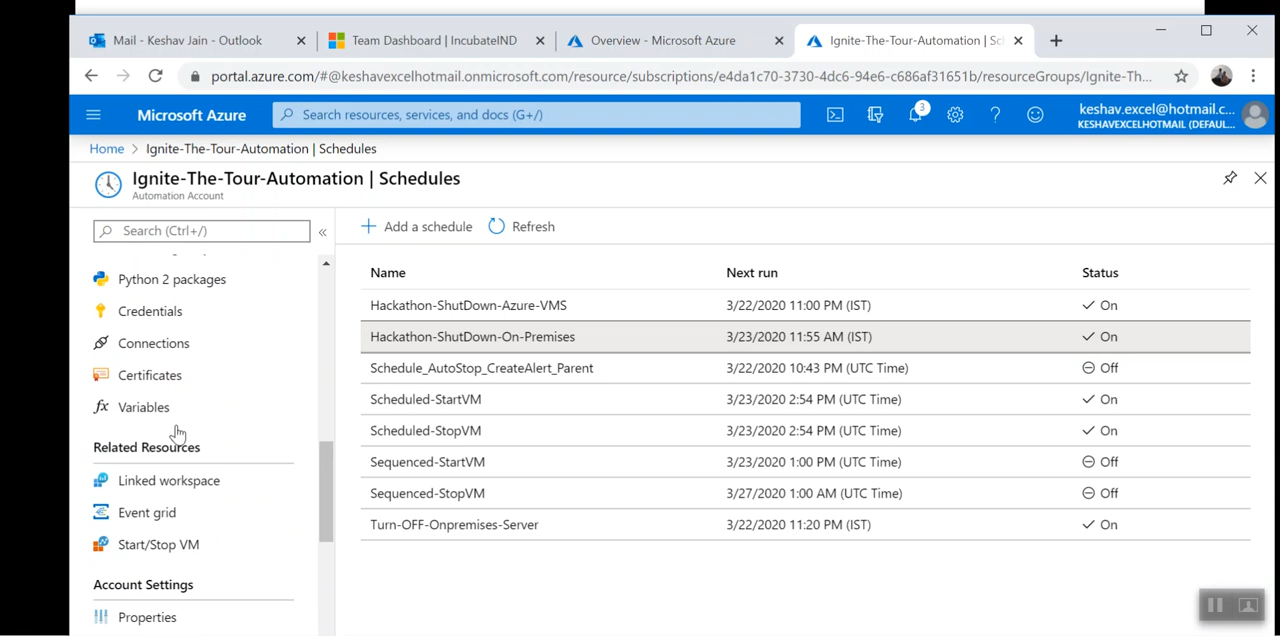 Mail - Keshav Jain - Outlook
Team Dashboard | IncubateIND
Overview - Microsoft Azure
Ignite-The-Tour-Automation | Sc
portal.azure.com/#@keshavexcelhotmail.onmicrosoft.com/resource/subscriptions/e4da1c70-3730-4dc6-94e6-c686af31651b/resourceGroups/Ignite-Th...
Microsoft Azure
Search resources, services, and docs (G+/)
3
keshav.excel@hotmail.c...
KESHAVEXCELHOTMAIL (DEFAUL...
Home > Ignite-The-Tour-Automation | Schedules
Ignite-The-Tour-Automation | Schedules
Automation Account
Search (Ctrl+/)
Python 2 packages
Credentials
Connections
Certificates
Variables
Related Resources
Linked workspace
Event grid
Start/Stop VM
Account Settings
Properties
Add a schedule Refresh
Name Next run Status
Hackathon-ShutDown-Azure-VMS 3/22/2020 11:00 PM (IST) On
Hackathon-ShutDown-On-Premises 3/23/2020 11:55 AM (IST) On
Schedule_AutoStop_CreateAlert_Parent 3/22/2020 10:43 PM (UTC Time) Off
Scheduled-StartVM 3/23/2020 2:54 PM (UTC Time) On
Scheduled-StopVM 3/23/2020 2:54 PM (UTC Time) On
Sequenced-StartVM 3/23/2020 1:00 PM (UTC Time) Off
Sequenced-StopVM 3/27/2020 1:00 AM (UTC Time) Off
Turn-OFF-Onpremises-Server 3/22/2020 11:20 PM (IST) On